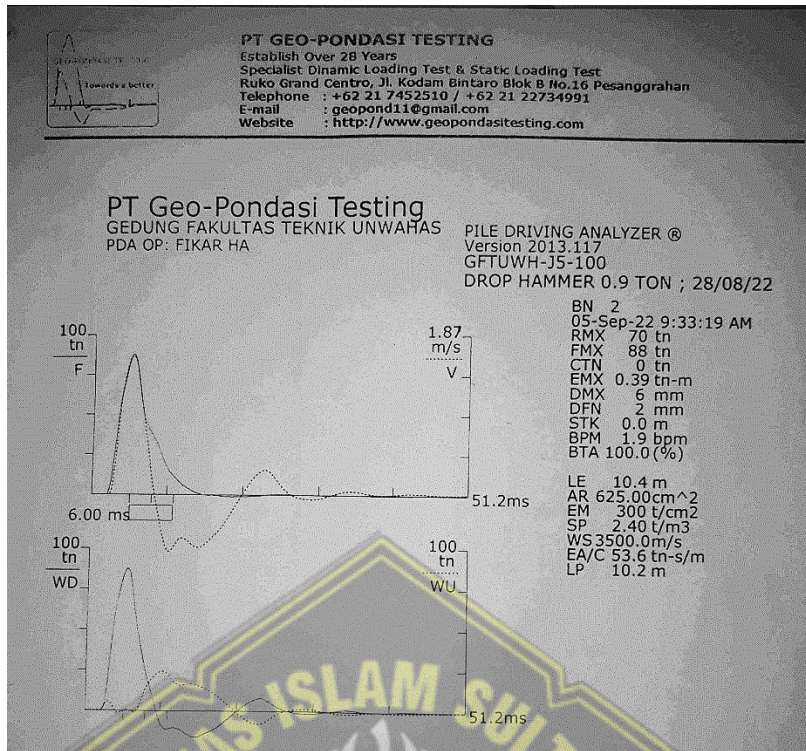 Towords a better
PT GEO-PONDASI TESTING
Establish Over 28 Years
Specialist Dinamic Loading Test & Static Loading Test
Ruko Grand Centro, Jl. Kodam Bintaro Blok B No.16 Pesanggrahan
Telephone : +62 21 7452510 / +62 21 22734991
E-mail : geopond11@gmail.com
Website : http://www.geopondasitesting.com
PT Geo-Pondasi Testing
GEDUNG FAKULTAS TEKNIK UNWAHAS
PDA OP: FIKAR HA
PILE DRIVING ANALYZER ®
Version 2013.117
GFTUWH-J5-100
DROP HAMMER 0.9 TON ; 28/08/22
BN 2
05-Sep-22 9:33:19 AM
RMX 70 tn
FMX 88 tn
CTN 0 tn
EMX 0.39 tn-m
DMX 6 mm
DFN 2 mm
STK 0.0 m
BPM 1.9 bpm
BTA 100.0 (%)
LE 10.4 m
AR 625.00 cm^2
EM 300 t/cm2
SP 2.40 t/m3
WS 3500.0 m/s
EA/C 53.6 tn-s/m
LP 10.2 m
100
tn
F
1.87
m/s
V
51.2ms
6.00 ms
100
tn
WD
100
tn
WU
51.2ms
ISLAM SUL